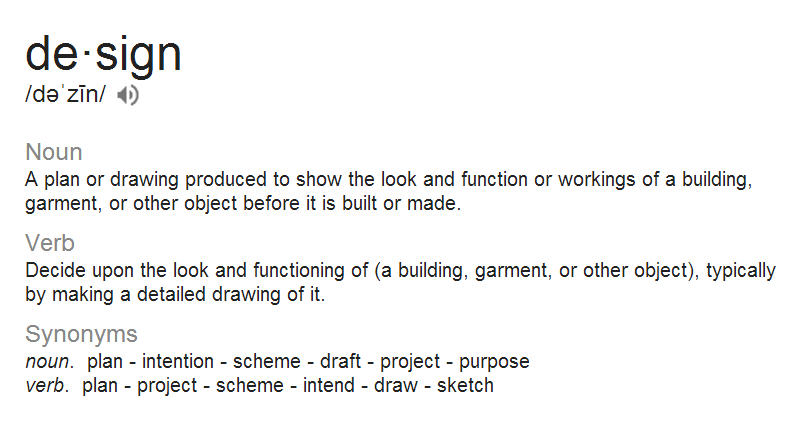 de·sign
/dəˈzīn/
Noun
A plan or drawing produced to show the look and function or workings of a building,
garment, or other object before it is built or made.
Verb
Decide upon the look and functioning of (a building, garment, or other object), typically
by making a detailed drawing of it.
Synonyms
noun.  plan - intention - scheme - draft - project - purpose
verb.  plan - project - scheme - intend - draw - sketch